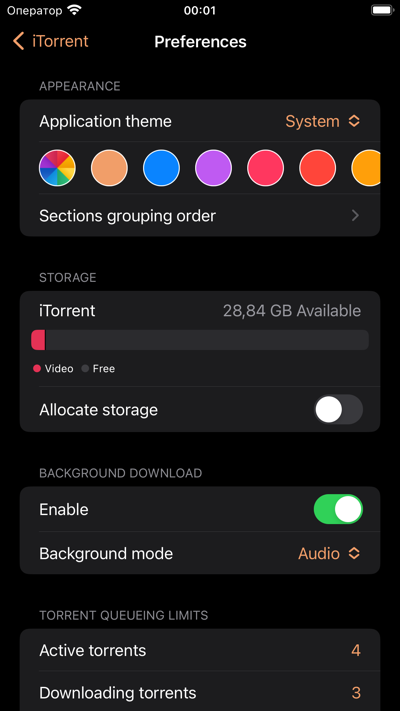 Оператор 00:01
iTorrent Preferences
APPEARANCE
Application theme System
Sections grouping order
STORAGE
iTorrent 28,84 GB Available
Video Free
Allocate storage
BACKGROUND DOWNLOAD
Enable
Background mode Audio
TORRENT QUEUEING LIMITS
Active torrents 4
Downloading torrents 3